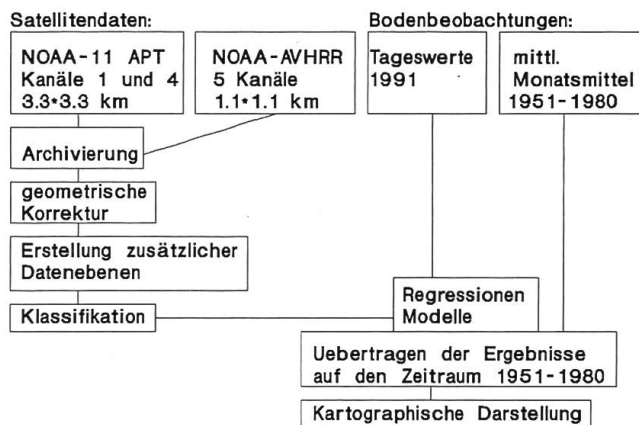 Satellitendaten:
Bodenbeobachtungen:
NOAA-11 APT
Kanäle 1 und 4
3.3*3.3 km
NOAA-AVHRR
5 Kanäle
1.1*1.1 km
Tageswerte
1991
mittl.
Monatsmittel
1951-1980
Archivierung
geometrische
Korrektur
Erstellung zusätzlicher
Datenebenen
Klassifikation
Regressionen
Modelle
Uebertragen der Ergebnisse
auf den Zeitraum 1951-1980
Kartographische Darstellung